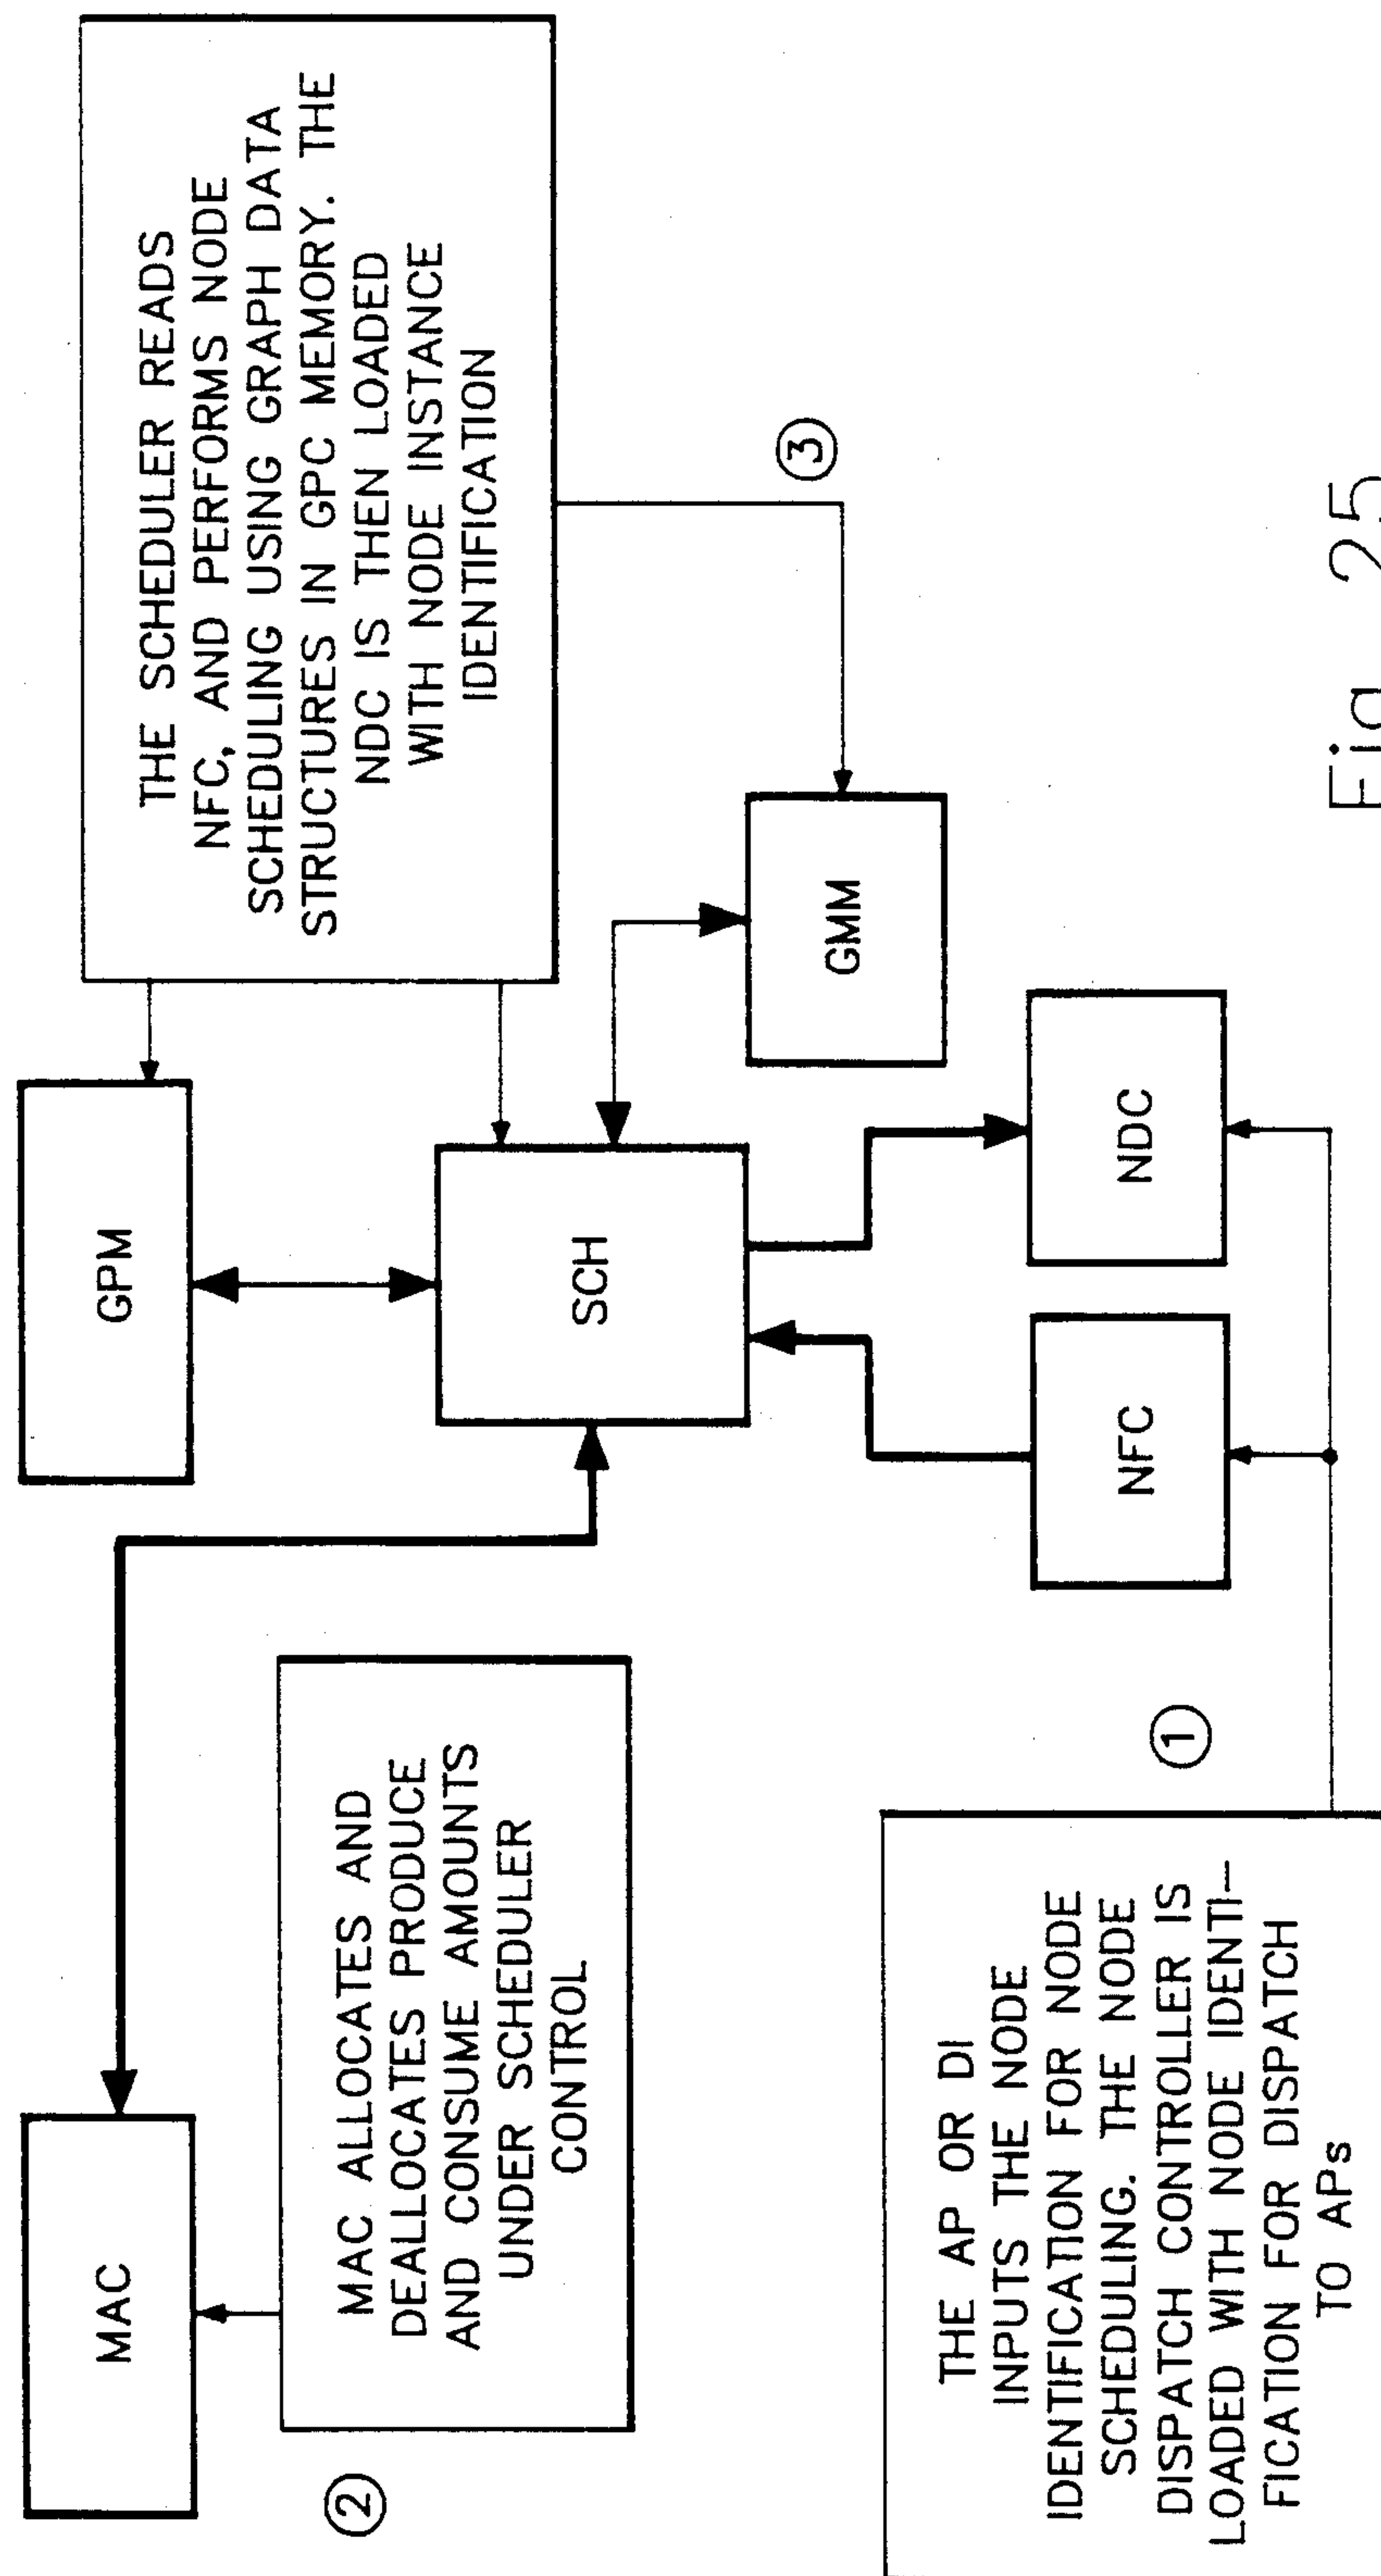 MAC
GPM
THE SCHEDULER READS
NFC, AND PERFORMS NODE
SCHEDULING USING GRAPH DATA
STRUCTURES IN GPC MEMORY. THE
NDC IS THEN LOADED
WITH NODE INSTANCE
IDENTIFICATION
2
MAC ALLOCATES AND
DEALLOCATES PRODUCE
AND CONSUME AMOUNTS
UNDER SCHEDULER
CONTROL
SCH
3
GMM
THE AP OR DI
INPUTS THE NODE
IDENTIFICATION FOR NODE
SCHEDULING. THE NODE
DISPATCH CONTROLLER IS
LOADED WITH NODE IDENTI-
FICATION FOR DISPATCH
TO APs
1
NFC
NDC
Fig 25